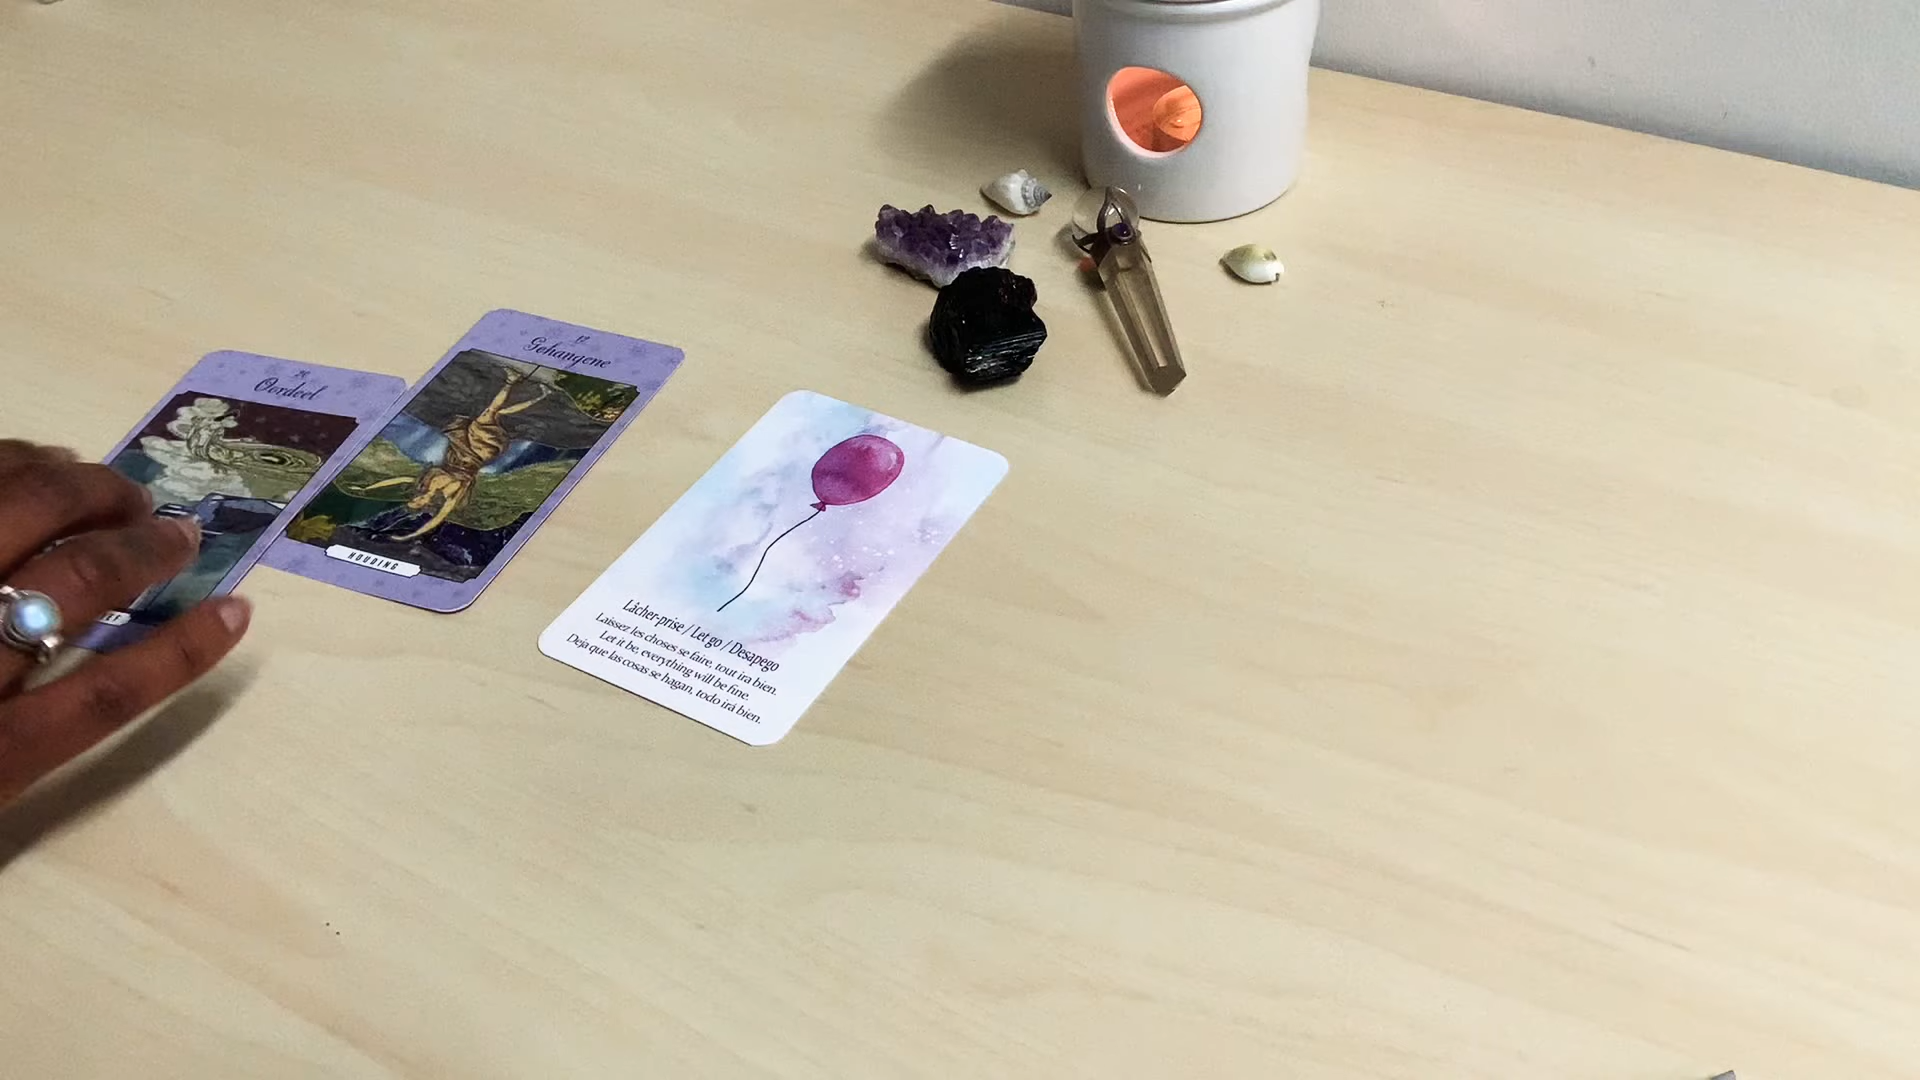 20
Oordeel
12
Gehangene
HOUDING
Lâcher-prise / Let go / Desapego
Laissez les choses se faire, tout ira bien.
Let it be, everything will be fine.
Deja que las cosas se hagan, todo irá bien.